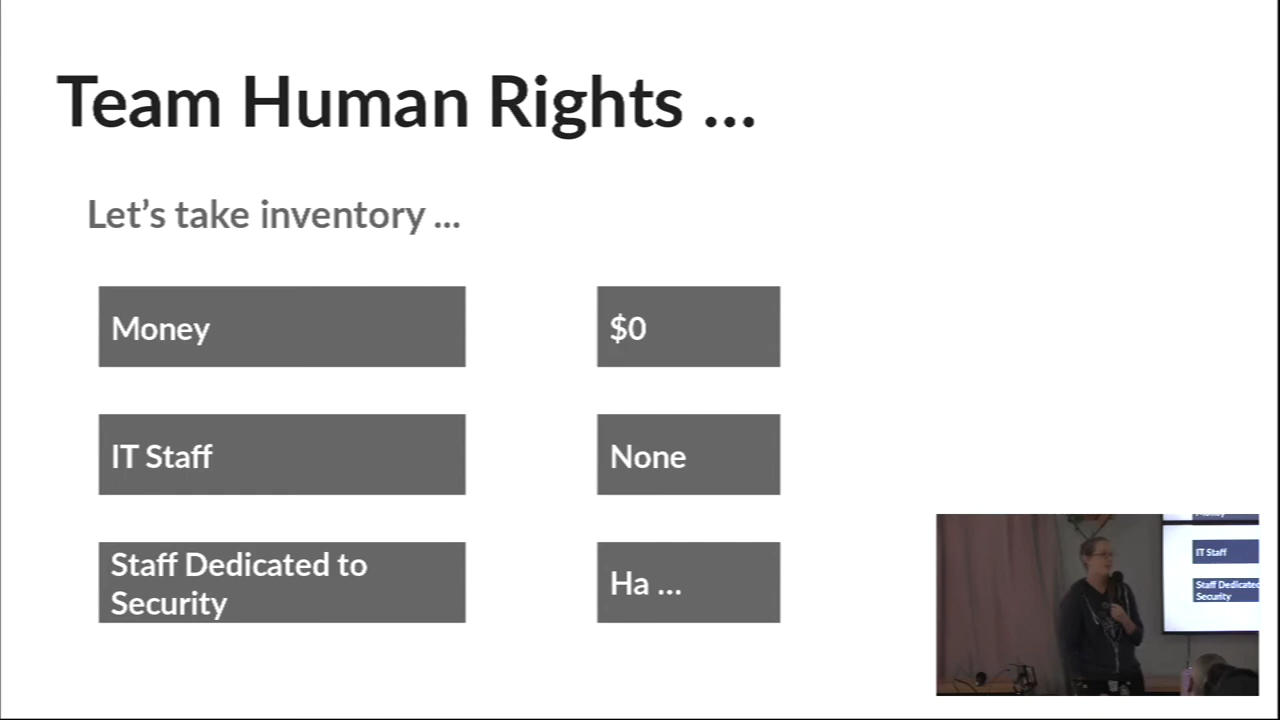 Team Human Rights ...
Let's take inventory ...
Money
$0
IT Staff
None
Staff Dedicated to
Security
Ha ...
IT Staff
Staff Dedicated
Security